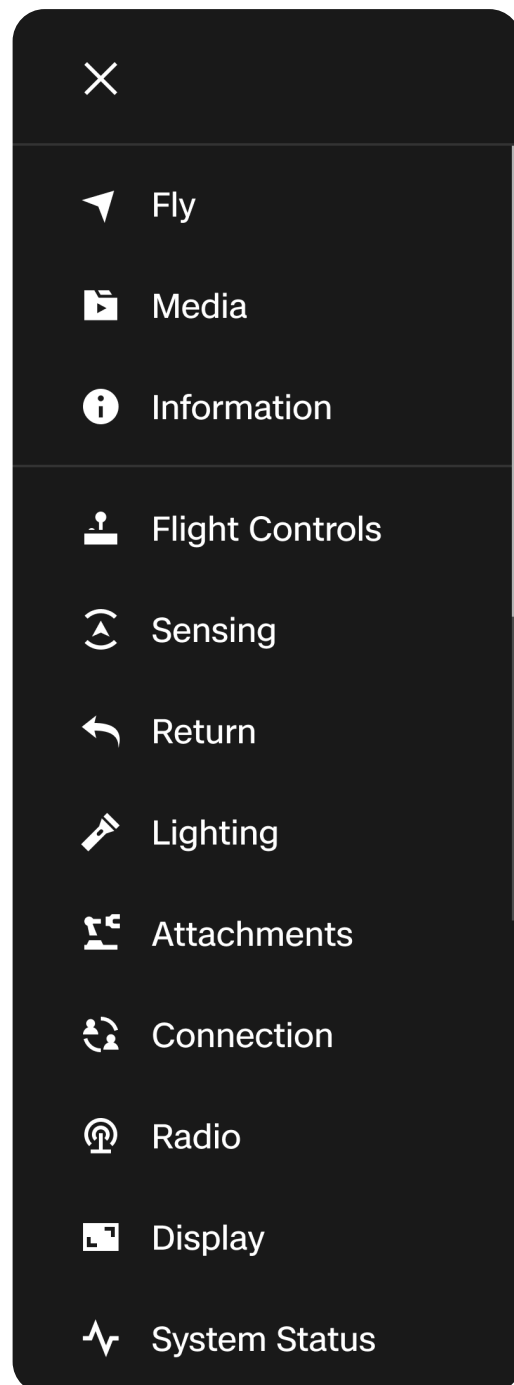 Fly
Media
Information
Flight Controls
Sensing
Return
Lighting
Attachments
Connection
Radio
Display
System Status